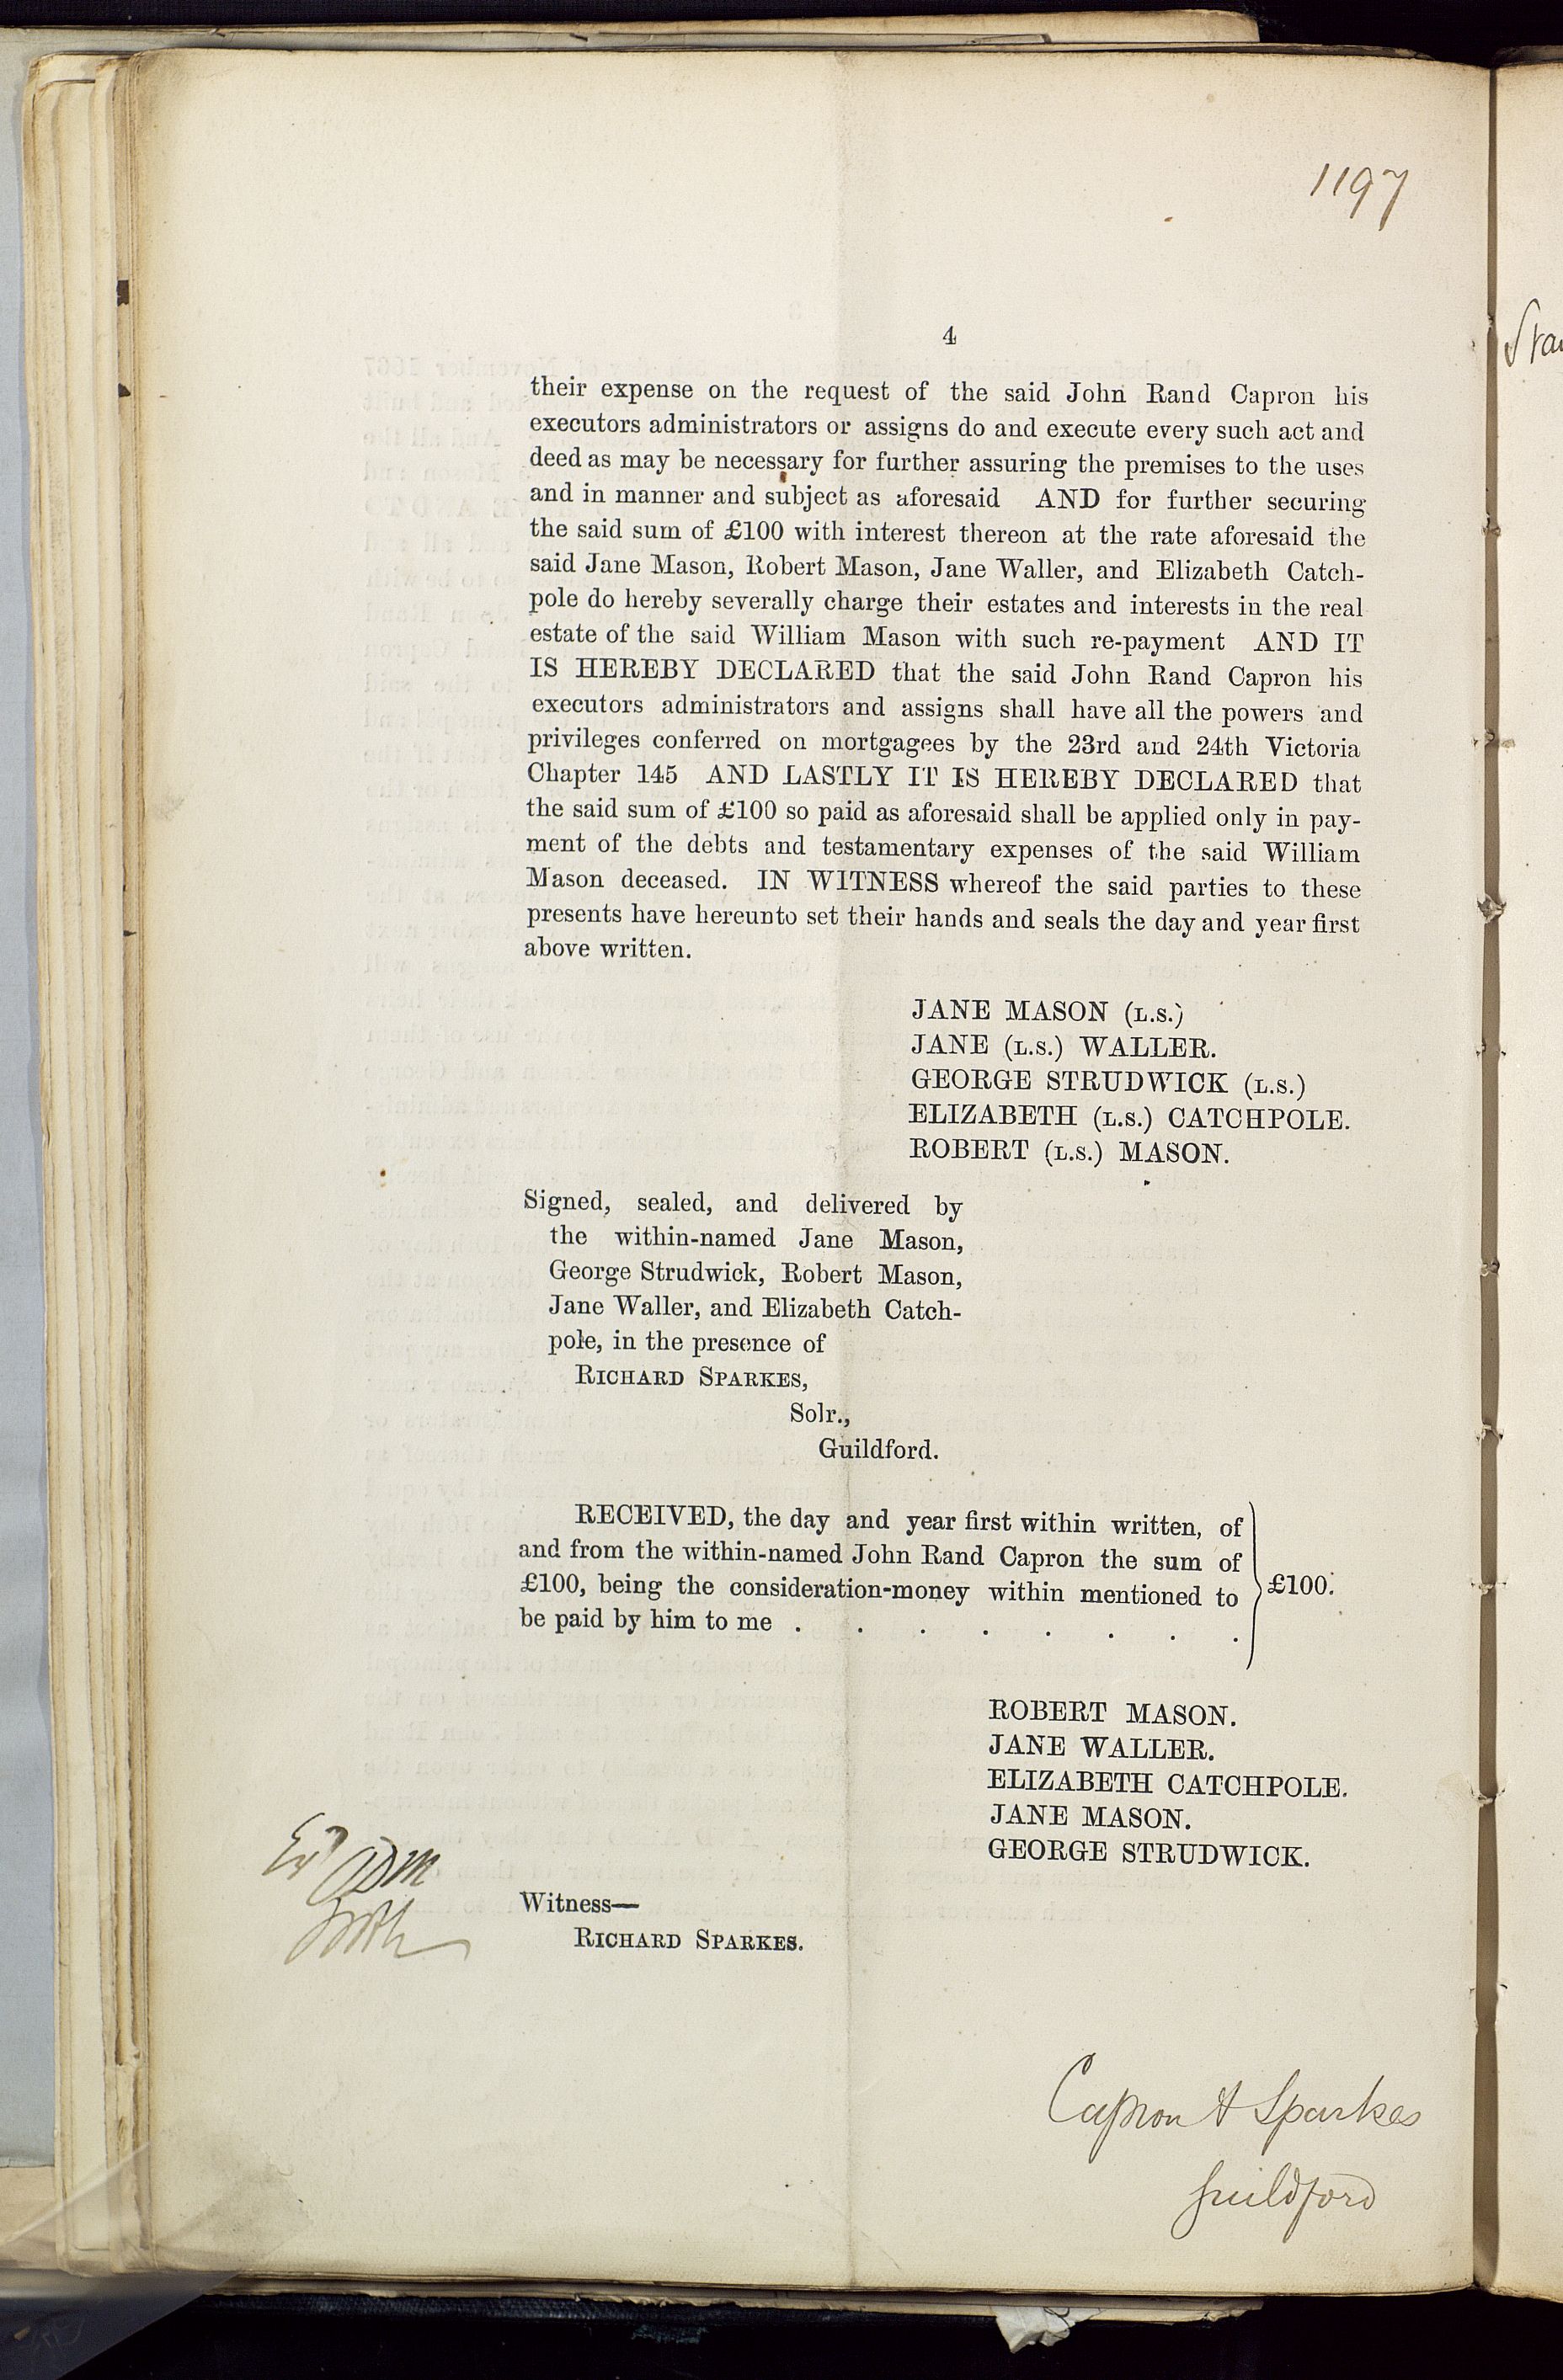 1197
4
their expense on the request of the said John Rand Capron his
executors administrators or assigns do and execute every such act and
deed as may be necessary for further assuring the premises to the uses
and in manner and subject as aforesaid AND for further securing
the said sum of £100 with interest thereon at the rate aforesaid the
said Jane Mason, Robert Mason, Jane Waller, and Elizabeth Catch-
pole do hereby severally charge their estates and interests in the real
estate of the said William Mason with such re-payment AND IT
IS HEREBY DECLARED that the said John Rand Capron his
executors administrators and assigns shall have all the powers and
privileges conferred on mortgagees by the 23rd and 24th Victoria
Chapter 145 AND LASTLY IT IS HEREBY DECLARED that
the said sum of £100 so paid as aforesaid shall be applied only in pay-
ment of the debts and testamentary expenses of the said William
Mason deceased. IN WITNESS whereof the said parties to these
presents have hereunto set their hands and seals the day and year first
above written.
JANE MASON (L.S.)
JANE (L.S.) WALLER.
GEORGE STRUDWICK (L.S.)
ELIZABETH (L.S.) CATCHPOLE.
ROBERT (L.S.) MASON.
Signed, sealed, and delivered by
the within-named Jane Mason,
George Strudwick, Robert Mason,
Jane Waller, and Elizabeth Catch-
pole, in the presence of
RICHARD SPARKES,
Solr.,
Guildford.
RECEIVED, the day and year first within written, of
and from the within-named John Rand Capron the sum of
£100, being the consideration-money within mentioned to
be paid by him to me . . . . . . . .
£100.
ROBERT MASON.
JANE WALLER.
ELIZABETH CATCHPOLE.
JANE MASON.
GEORGE STRUDWICK.
Witness—
RICHARD SPARKES.
Capron & Sparkes
Guildford